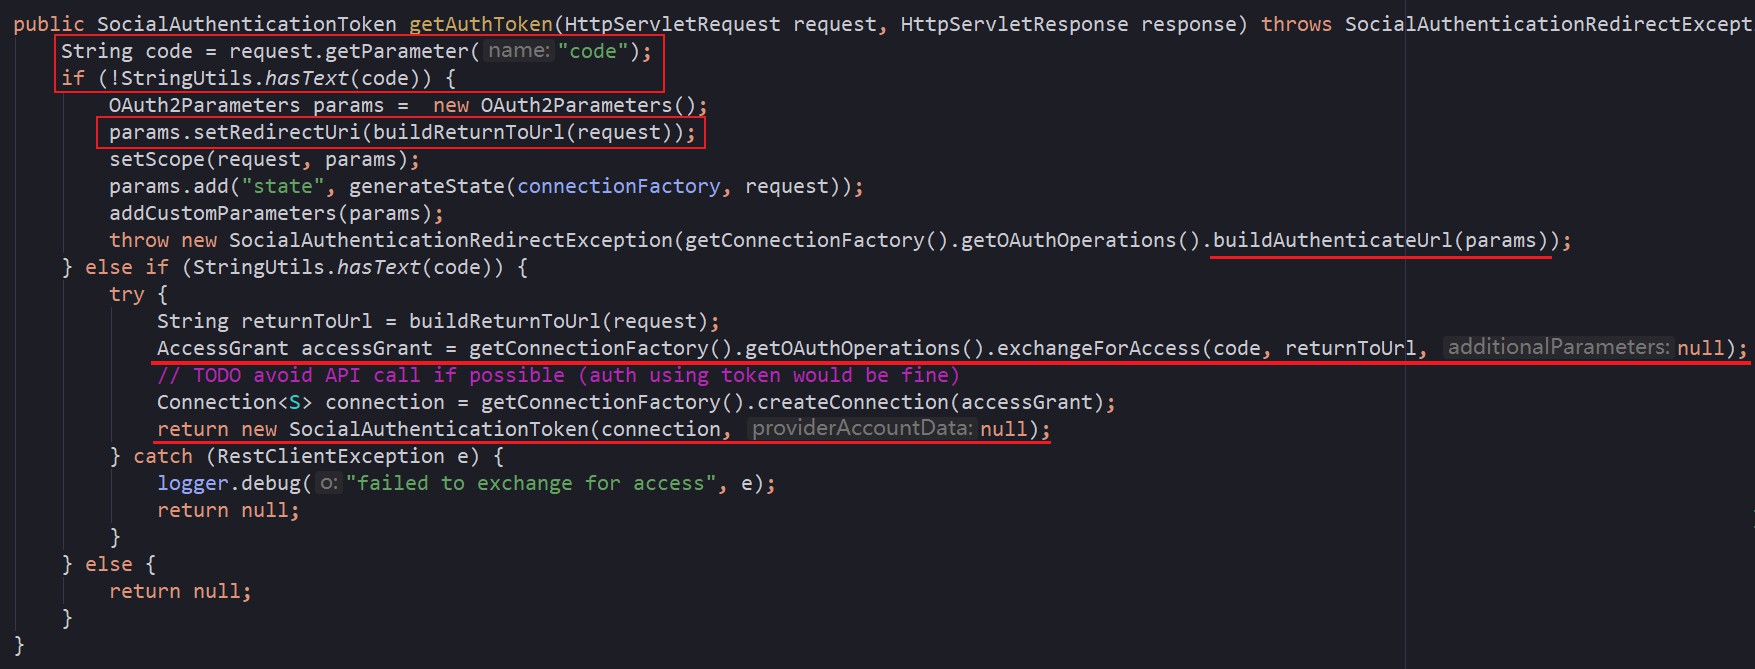 public SocialAuthenticationToken getAuthToken(HttpServletRequest request, HttpServletResponse response) throws SocialAuthenticationRedirectExcept
String code = request.getParameter( name: "code");
if (!StringUtils.hasText(code)) {
OAuth2Parameters params =  new OAuth2Parameters();
params.setRedirectUri(buildReturnToUrl(request));
setScope(request, params);
params.add("state", generateState(connectionFactory, request));
addCustomParameters(params);
throw new SocialAuthenticationRedirectException(getConnectionFactory().getOAuthOperations().buildAuthenticateUrl(params));
} else if (StringUtils.hasText(code)) {
try {
String returnToUrl = buildReturnToUrl(request);
AccessGrant accessGrant = getConnectionFactory().getOAuthOperations().exchangeForAccess(code, returnToUrl, additionalParameters: null);
// TODO avoid API call if possible (auth using token would be fine)
Connection<S> connection = getConnectionFactory().createConnection(accessGrant);
return new SocialAuthenticationToken(connection, providerAccountData: null);
} catch (RestClientException e) {
logger.debug( o: "failed to exchange for access", e);
return null;
}
} else {
return null;
}
}